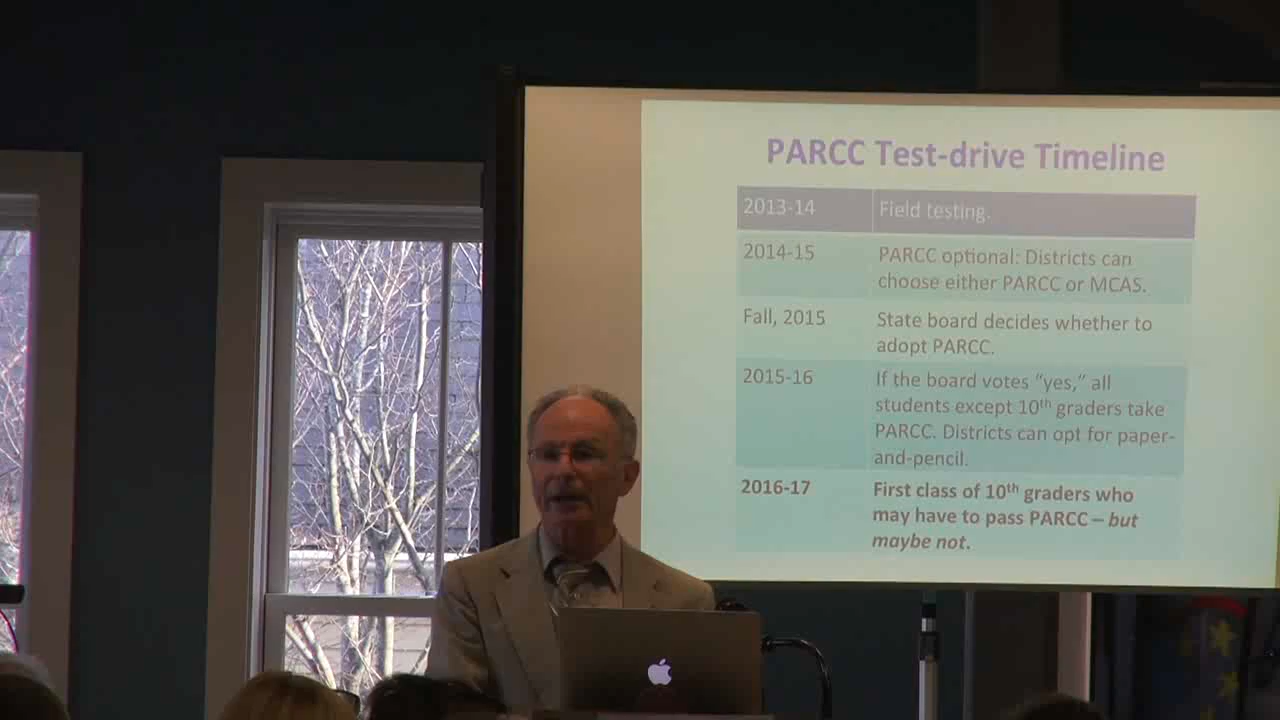 PARCC Test-drive Timeline
2013-14 Field testing.
2014-15 PARCC optional: Districts can
choose either PARCC or MCAS.
Fall, 2015 State board decides whether to
adopt PARCC.
2015-16 If the board votes “yes,” all
students except 10th graders take
PARCC. Districts can opt for paper-
and-pencil.
2016-17 First class of 10th graders who
may have to pass PARCC – but
maybe not.